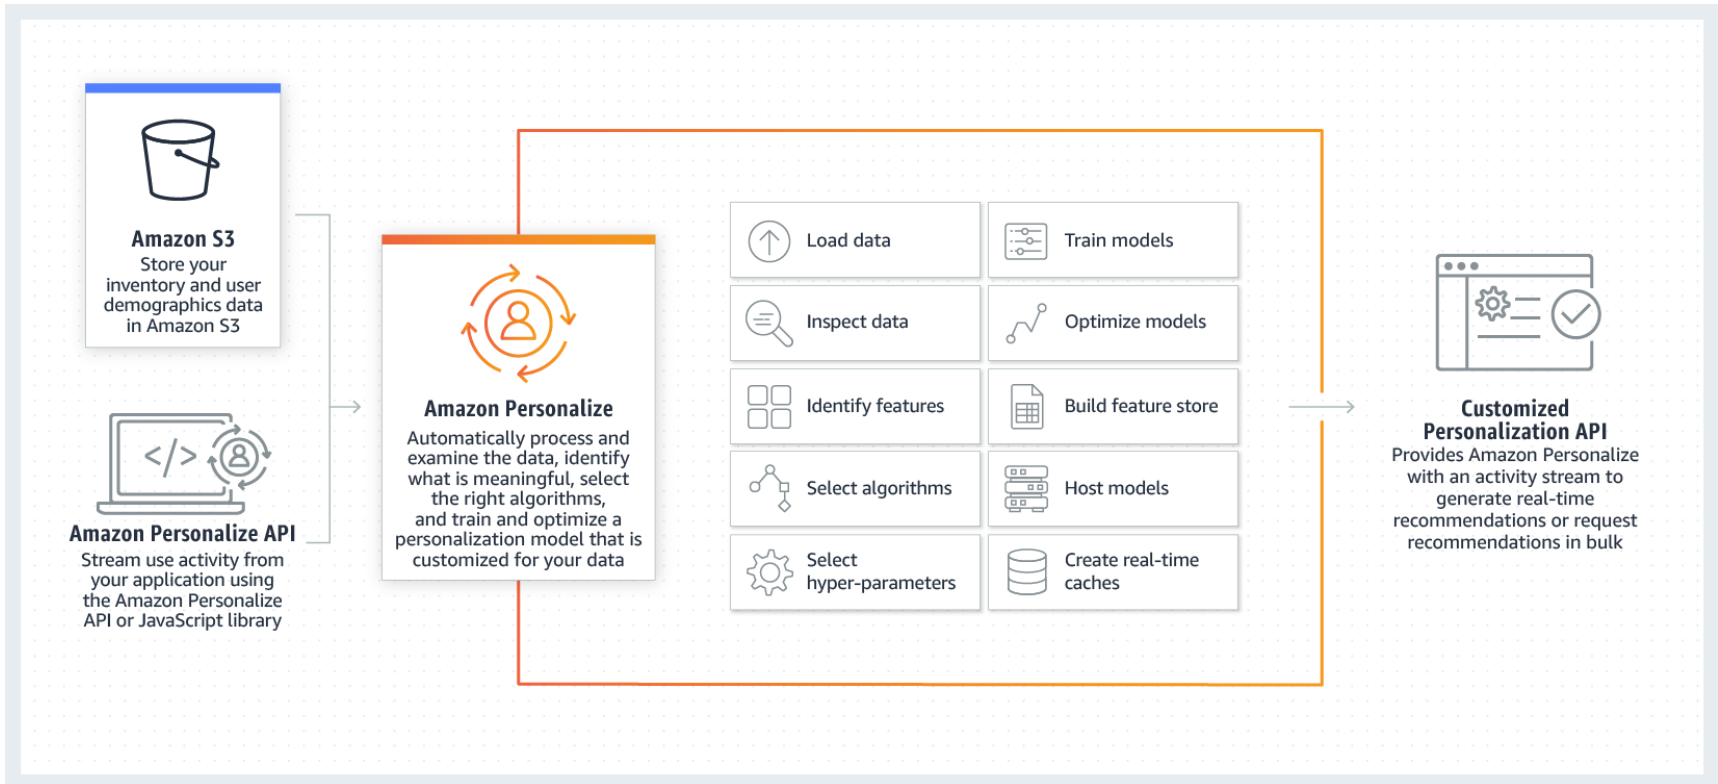 Amazon S3
Store your
inventory and user
demographics data
in Amazon S3
</>
Amazon Personalize API
Stream use activity from
your application using
the Amazon Personalize
API or JavaScript library
Amazon Personalize
Automatically process and
examine the data, identify
what is meaningful, select
the right algorithms,
and train and optimize a
personalization model that is
customized for your data
Load data
Train models
Inspect data
Optimize models
Identify features
Build feature store
Select algorithms
Host models
Select
hyper-parameters
Create real-time
caches
Customized
Personalization API
Provides Amazon Personalize
with an activity stream to
generate real-time
recommendations or request
recommendations in bulk